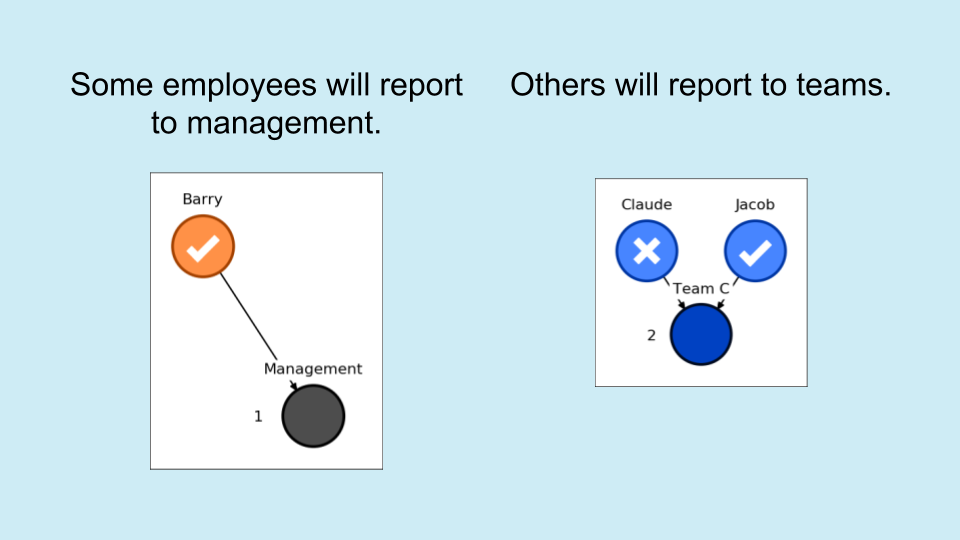 Some employees will report
to management.
Others will report to teams.
Barry
Management
1
Claude
Jacob
Team C
2